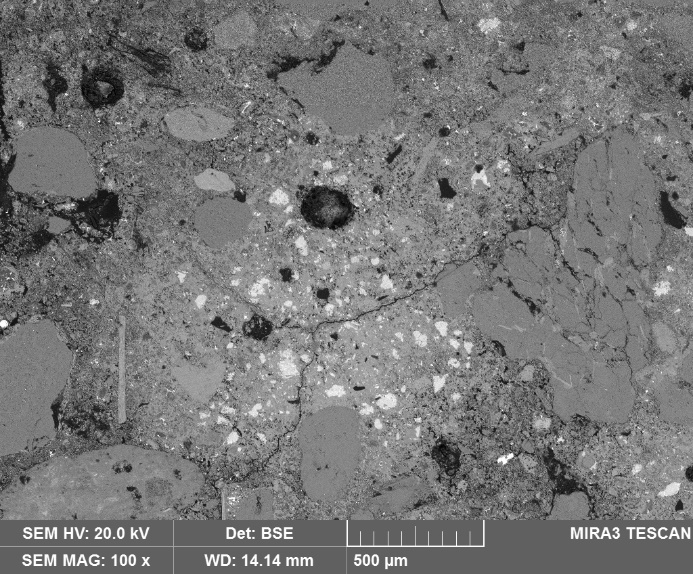 SEM HV: 20.0 kV
Det: BSE
MIRA3 TESCAN
SEM MAG: 100 x
WD: 14.14 mm
500 µm